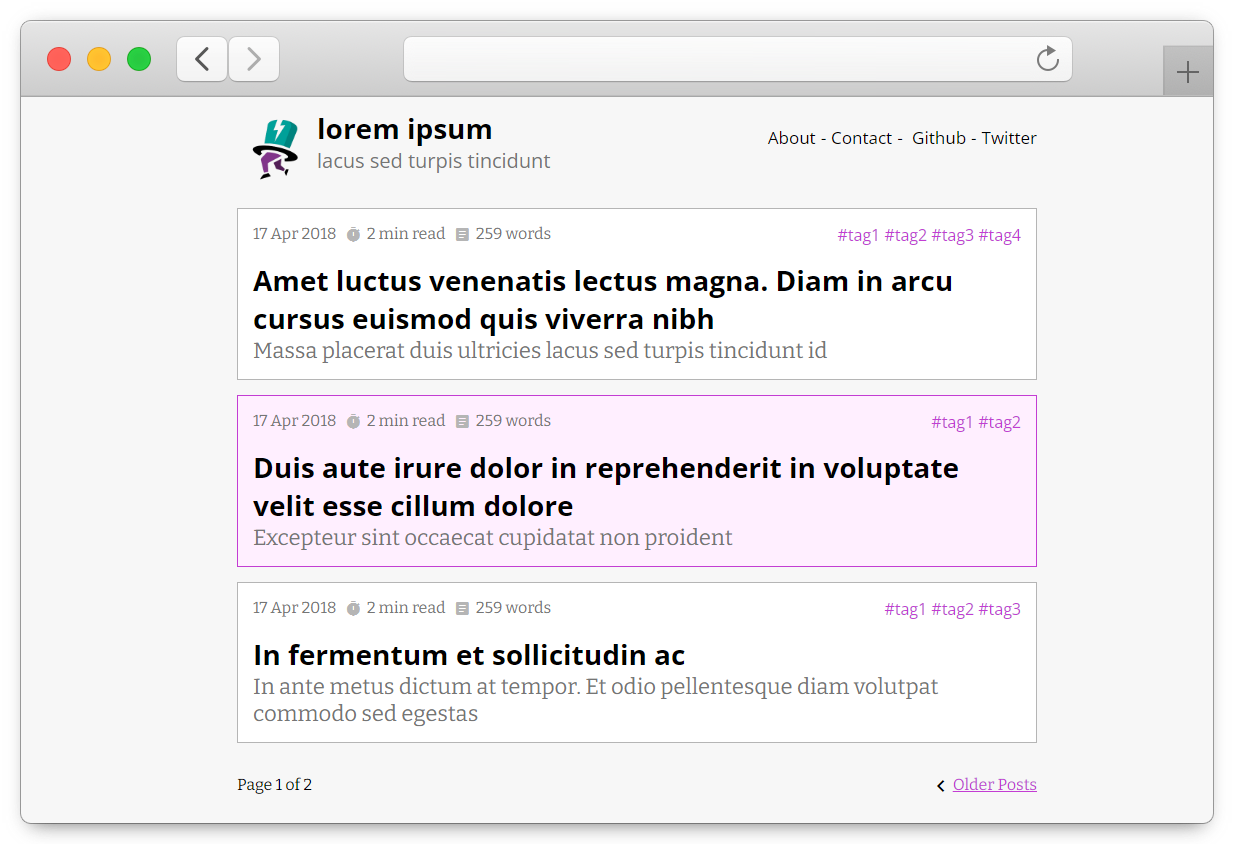 lorem ipsum
lacus sed turpis tincidunt
About - Contact - Github - Twitter
17 Apr 2018 2 min read 259 words
#tag1 #tag2 #tag3 #tag4
Amet luctus venenatis lectus magna. Diam in arcu
cursus euismod quis viverra nibh
Massa placerat duis ultricies lacus sed turpis tincidunt id
17 Apr 2018 2 min read 259 words
#tag1 #tag2
Duis aute irure dolor in reprehenderit in voluptate
velit esse cillum dolore
Excepteur sint occaecat cupidatat non proident
17 Apr 2018 2 min read 259 words
#tag1 #tag2 #tag3
In fermentum et sollicitudin ac
In ante metus dictum at tempor. Et odio pellentesque diam volutpat
commodo sed egestas
Page 1 of 2
Older Posts